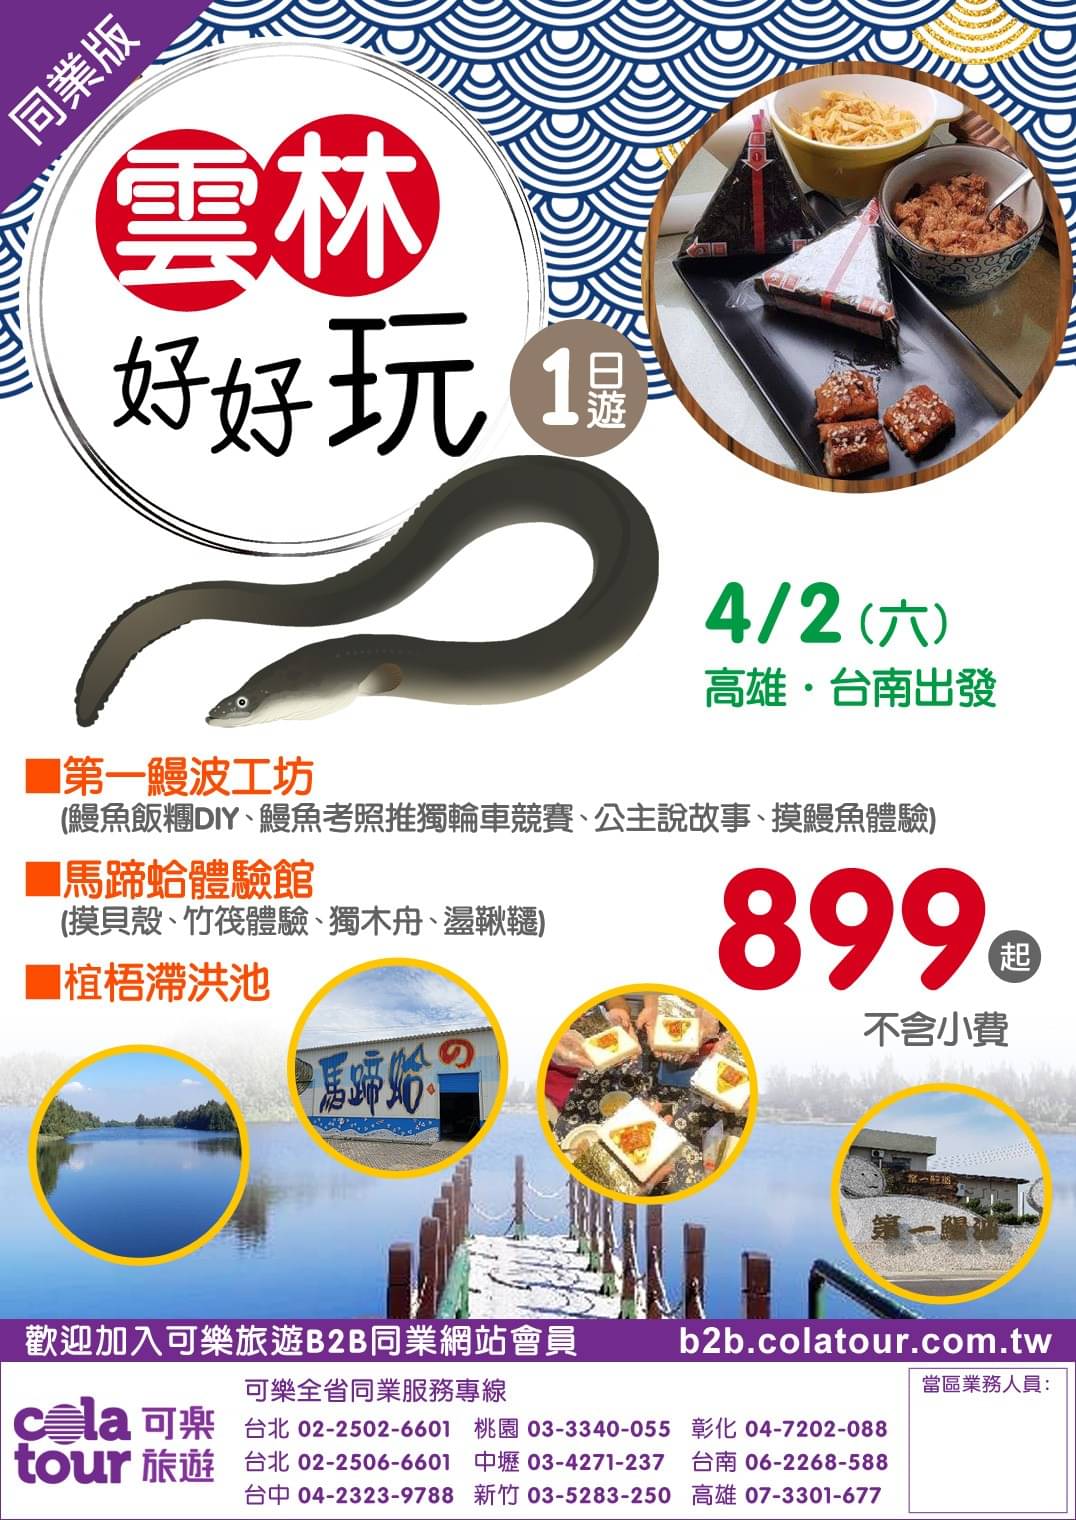 同業版
雲林
好好玩
1日遊
4/2(六)
高雄・台南出發
■第一鰻波工坊
(鰻魚飯糰DIY、鰻魚考照推獨輪車競賽、公主說故事、摸鰻魚體驗)
■馬蹄蛤體驗館
(摸貝殼、竹筏體驗、獨木舟、盪鞦韆)
■椬梧滯洪池
899起
不含小費
馬蹄蛤の
第一鰻波
歡迎加入可樂旅遊B2B同業網站會員 b2b.colatour.com.tw
cola tour 可樂旅遊
可樂全省同業服務專線
台北 02-2502-6601 桃園 03-3340-055 彰化 04-7202-088
台北 02-2506-6601 中壢 03-4271-237 台南 06-2268-588
台中 04-2323-9788 新竹 03-5283-250 高雄 07-3301-677
當區業務人員: